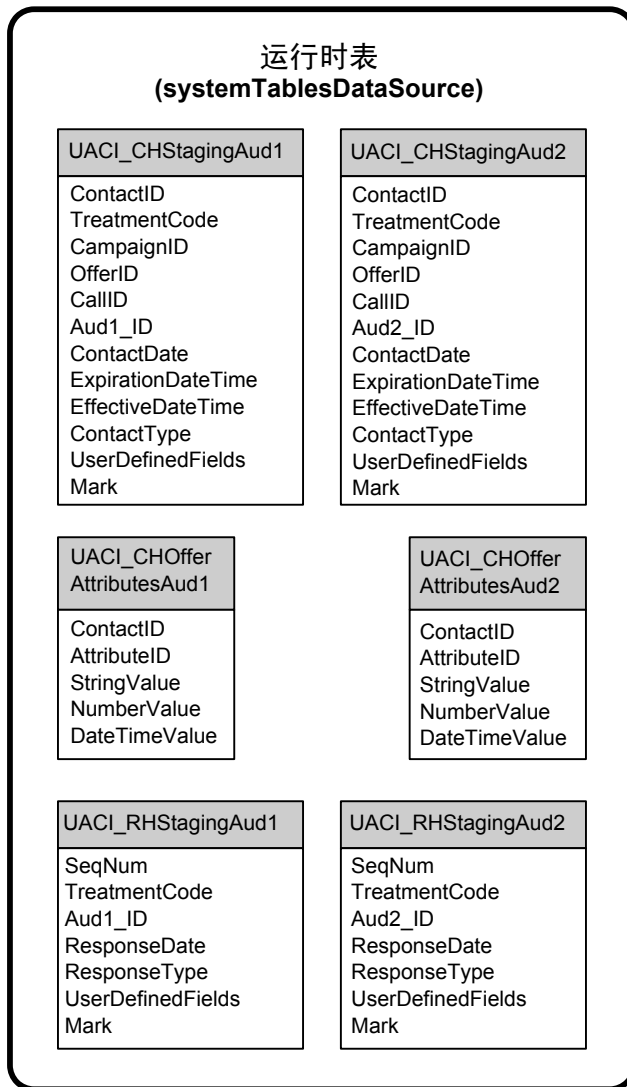 运行时表
(systemTablesDataSource)
UACI_CHStagingAud1
ContactID
TreatmentCode
CampaignID
OfferID
CallID
Aud1_ID
ContactDate
ExpirationDateTime
EffectiveDateTime
ContactType
UserDefinedFields
Mark
UACI_CHStagingAud2
ContactID
TreatmentCode
CampaignID
OfferID
CallID
Aud2_ID
ContactDate
ExpirationDateTime
EffectiveDateTime
ContactType
UserDefinedFields
Mark
UACI_CHOffer
AttributesAud1
ContactID
AttributeID
StringValue
NumberValue
DateTimeValue
UACI_CHOffer
AttributesAud2
ContactID
AttributeID
StringValue
NumberValue
DateTimeValue
UACI_RHStagingAud1
SeqNum
TreatmentCode
Aud1_ID
ResponseDate
ResponseType
UserDefinedFields
Mark
UACI_RHStagingAud2
SeqNum
TreatmentCode
Aud2_ID
ResponseDate
ResponseType
UserDefinedFields
Mark